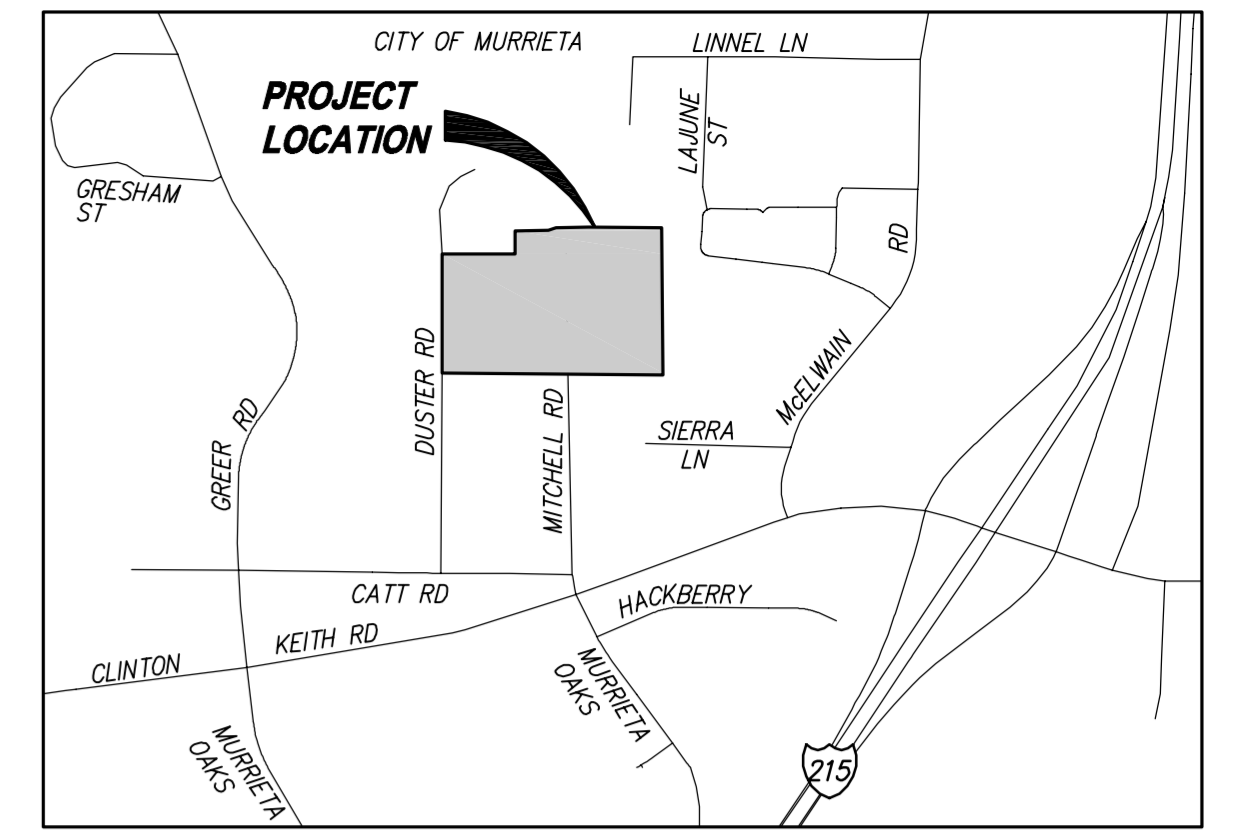 CITY OF MURRIETA
LINNEL LN
PROJECT
LOCATION
LAJUNE
ST
GRESHAM
ST
RD
DUSTER RD
MITCHELL RD
McELWAIN
GREER RD
SIERRA
LN
CATT RD
HACKBERRY
KEITH RD
CLINTON
MURRIETA
OAKS
MURRIETA
OAKS
215